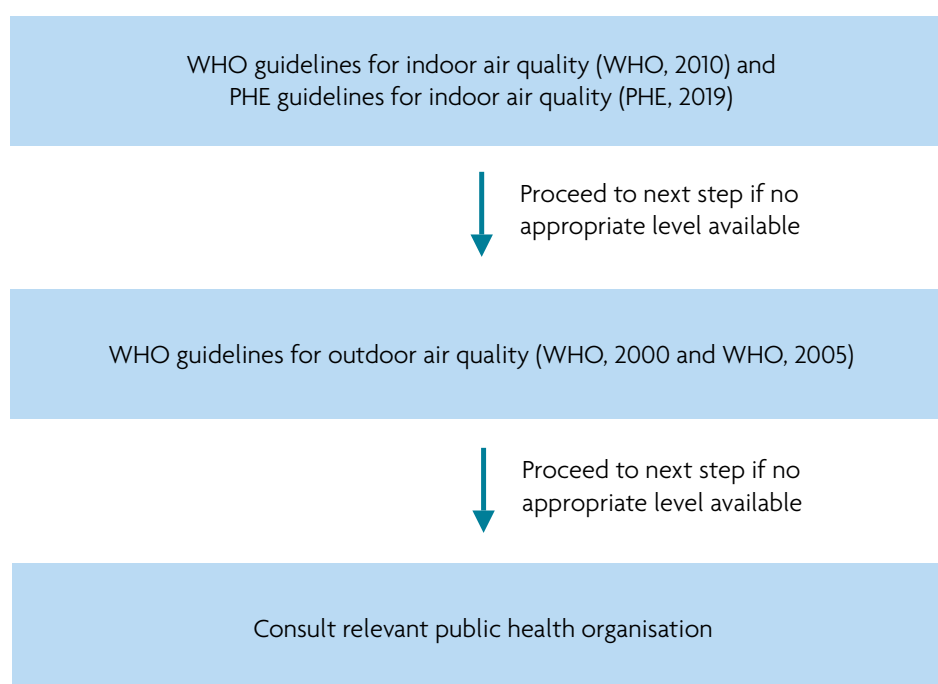 WHO guidelines for indoor air quality (WHO, 2010) and
PHE guidelines for indoor air quality (PHE, 2019)
Proceed to next step if no
appropriate level available
WHO guidelines for outdoor air quality (WHO, 2000 and WHO, 2005)
Proceed to next step if no
appropriate level available
Consult relevant public health organisation